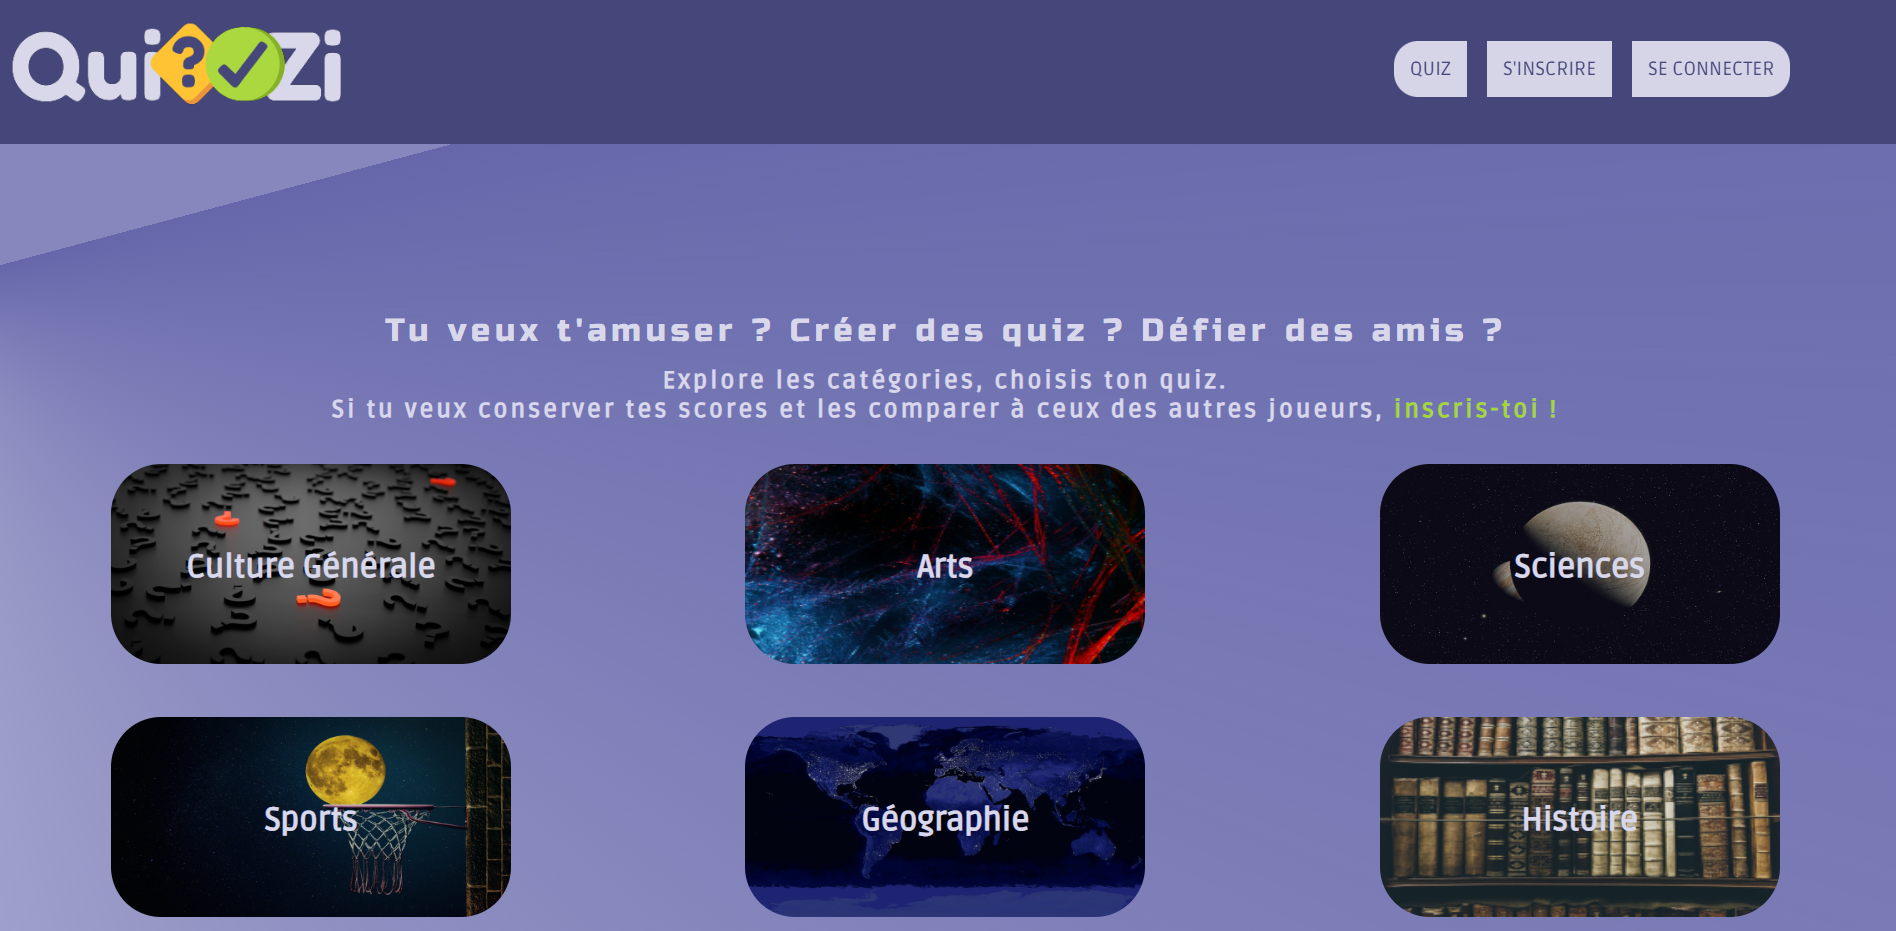 Qui?Zi
QUIZ
S'INSCRIRE
SE CONNECTER
Tu veux t'amuser ? Créer des quiz ? Défier des amis ?
Explore les catégories, choisis ton quiz.
Si tu veux conserver tes scores et les comparer à ceux des autres joueurs, inscris-toi !
Culture Générale
Arts
Sciences
Sports
Géographie
Histoire